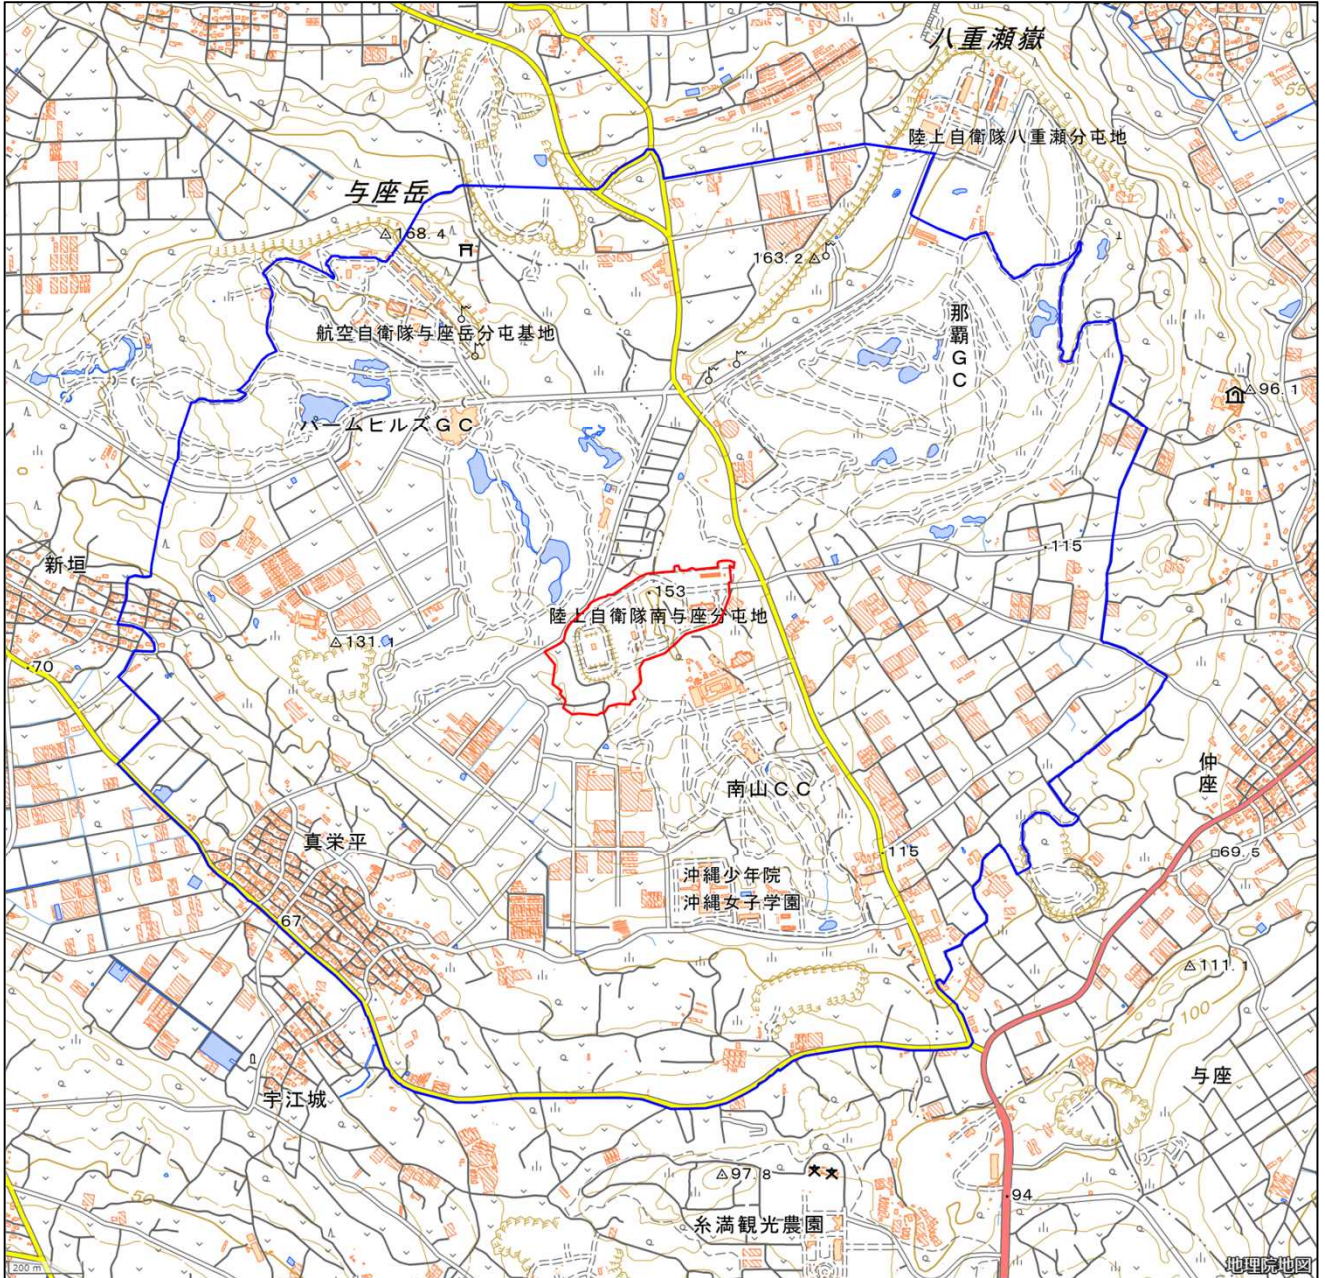 八重瀬嶽
55
陸上自衛隊八重瀬分屯地
与座岳
168.4
163.2
那覇GC
航空自衛隊与座岳分屯基地
96.1
パームヒルズGC
115
新垣
153
陸上自衛隊南与座分屯地
131.1
70
仲座
南山CC
真栄平
115
69.5
沖縄少年院
沖縄女子学園
67
111.1
100
与座
宇江城
97.8
94
50
糸満観光農園
200 m
地理院地図